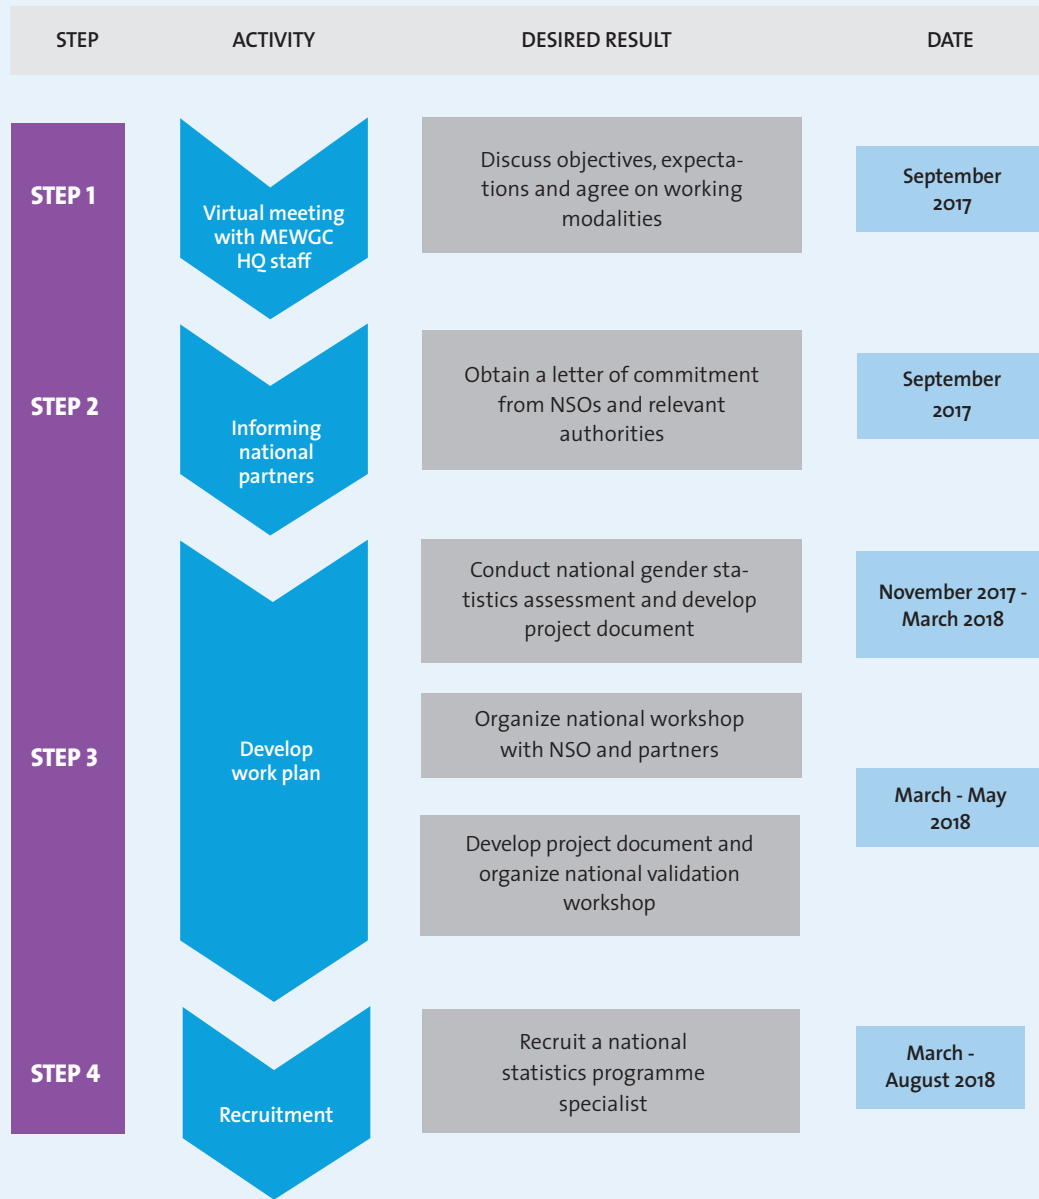 STEP ACTIVITY DESIRED RESULT DATE
STEP 1
Virtual meeting
with MEWGC
HQ staff
Discuss objectives, expecta-
tions and agree on working
modalities
September
2017
STEP 2
Informing
national
partners
Obtain a letter of commitment
from NSOs and relevant
authorities
September
2017
STEP 3
Develop
work plan
Conduct national gender sta-
tistics assessment and develop
project document
November 2017 -
March 2018
Organize national workshop
with NSO and partners
Develop project document and
organize national validation
workshop
March - May
2018
STEP 4
Recruitment
Recruit a national
statistics programme
specialist
March -
August 2018